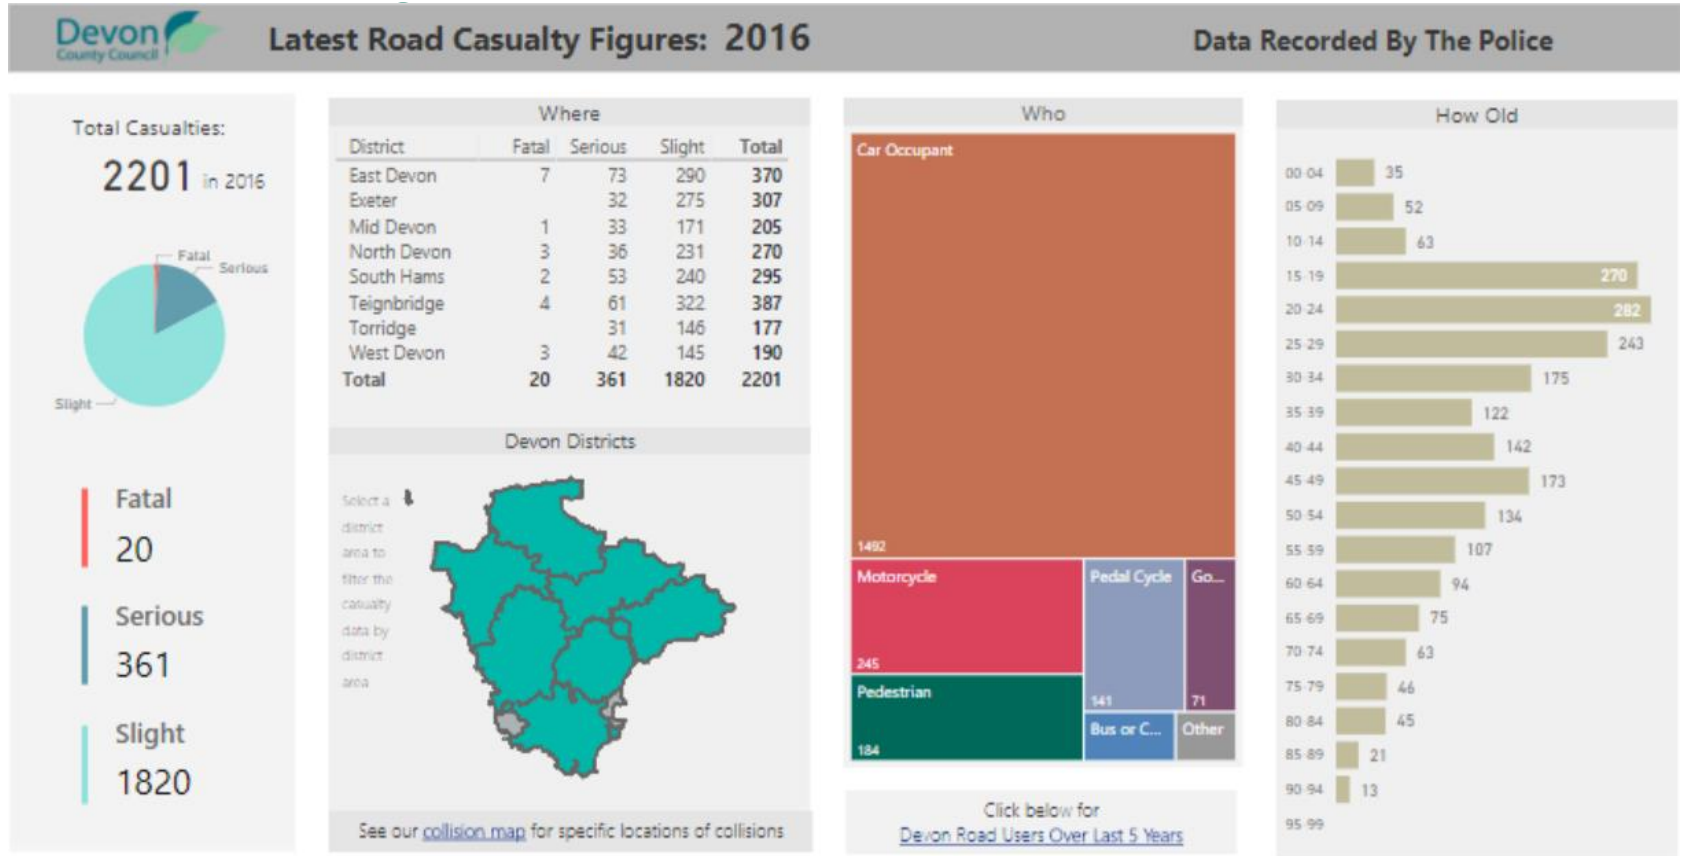 Devon
County Council
Latest Road Casualty Figures: 2016
Data Recorded By The Police
Total Casualties:
2201 in 2016
Fatal
Serious
Slight
Fatal
20
Serious
361
Slight
1820
Where
District Fatal Serious Slight Total
East Devon 7 73 290 370
Exeter 32 275 307
Mid Devon 1 33 171 205
North Devon 3 36 231 270
South Hams 2 53 240 295
Teignbridge 4 61 322 387
Torridge 31 146 177
West Devon 3 42 145 190
Total 20 361 1820 2201
Devon Districts
Select a
district
area to
filter the
casualty
data by
district
area
See our collision map for specific locations of collisions
Who
Car Occupant
1492
Motorcycle
245
Pedestrian
184
Pedal Cycle
141
Go...
71
Bus or C...
Other
Click below for
Devon Road Users Over Last 5 Years
How Old
00-04 35
05-09 52
10-14 63
15-19 270
20-24 282
25-29 243
30-34 175
35-39 122
40-44 142
45-49 173
50-54 134
55-59 107
60-64 94
65-69 75
70-74 63
75-79 46
80-84 45
85-89 21
90-94 13
95-99